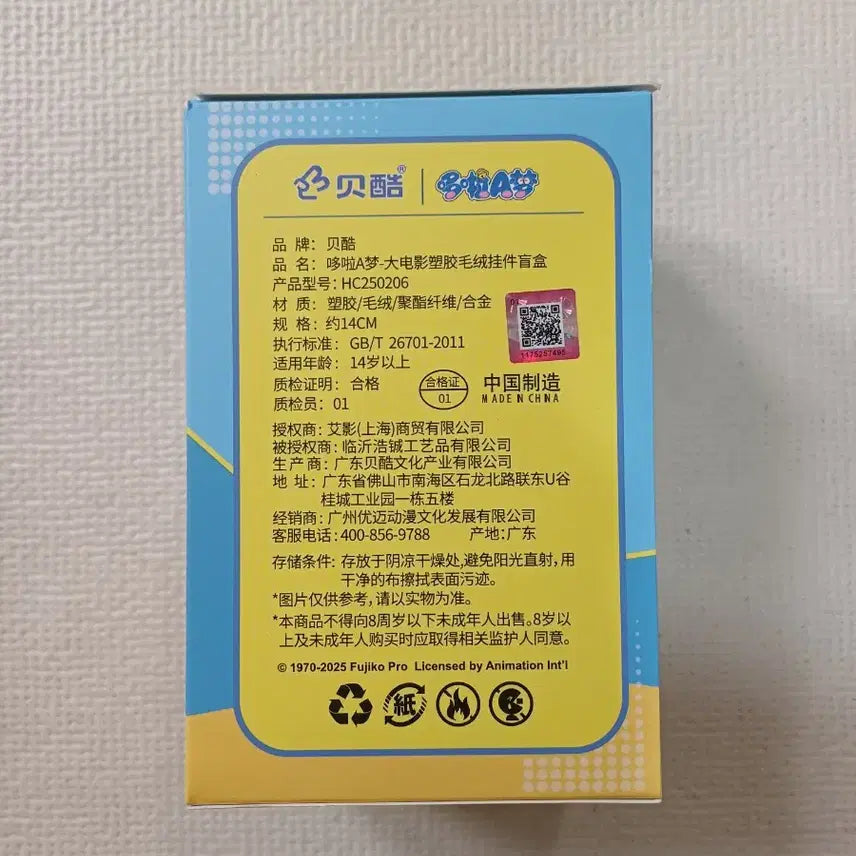 贝酷® 哆啦A梦
品 牌：贝酷
品 名：哆啦A梦-大电影塑胶毛绒挂件盲盒
产品型号：HC250206
材 质：塑胶/毛绒/聚酯纤维/合金
规 格：约14CM
执行标准：GB/T 26701-2011
适用年龄：14岁以上
质检证明：合格
质检员：01
合格证
01
中国制造
MADE IN CHINA
1175257495
授权商：艾影(上海)商贸有限公司
被授权商：临沂浩铖工艺品有限公司
生产商：广东贝酷文化产业有限公司
地 址：广东省佛山市南海区石龙北路联东U谷
桂城工业园一栋五楼
经销商：广州优迈动漫文化发展有限公司
客服电话：400-856-9788 产地：广东
存储条件：存放于阴凉干燥处,避免阳光直射，用
干净的布擦拭表面污迹。
*图片仅供参考,请以实物为准。
*本商品不得向8周岁以下未成年人出售。8岁以
上及未成年人购买时应取得相关监护人同意。
© 1970-2025 Fujiko Pro Licensed by Animation Int'l
紙